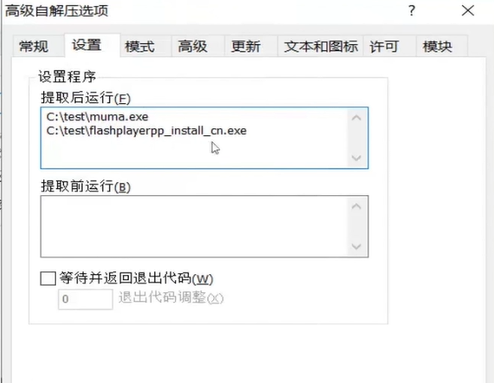 高级自解压选项
? ×
常规 设置 模式 高级 更新 文本和图标 许可 模块
设置程序
提取后运行(F)
C:\test\muma.exe
C:\test\flashplayerpp_install_cn.exe
提取前运行(B)
等待并返回退出代码(W)
0 退出代码调整(X)